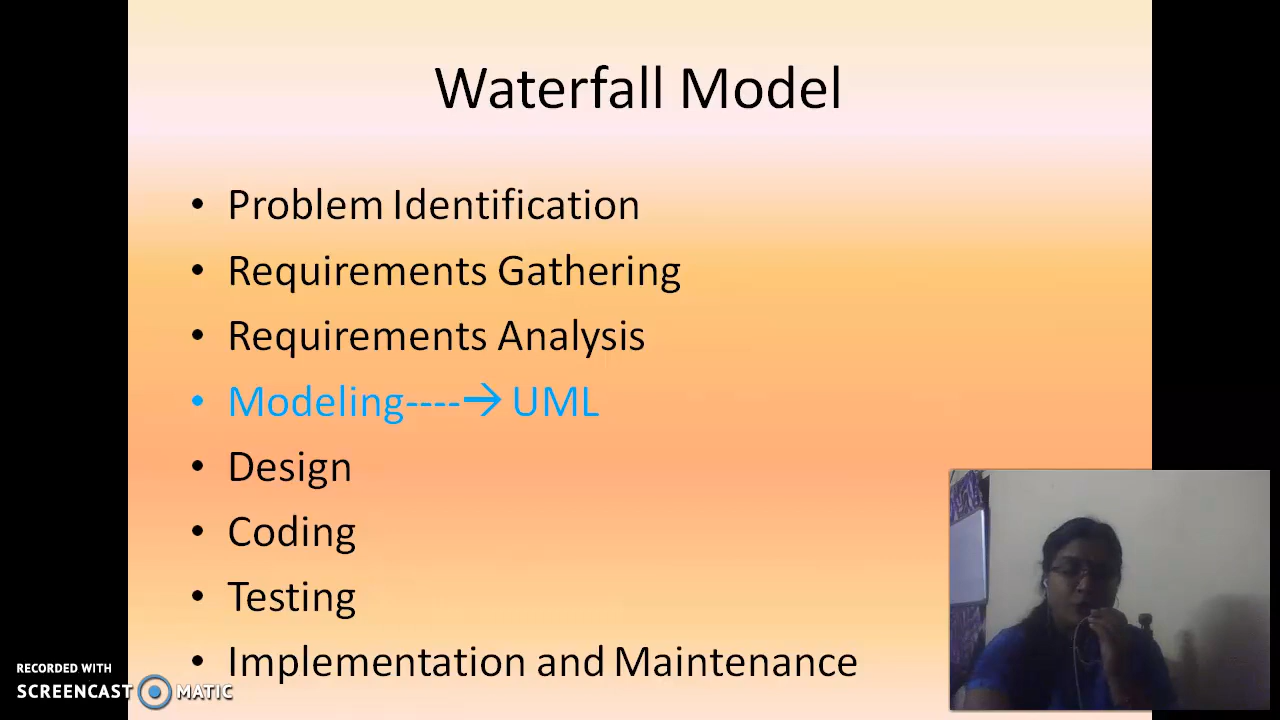 Waterfall Model
• Problem Identification
• Requirements Gathering
• Requirements Analysis
• Modeling----→ UML
• Design
• Coding
• Testing
• Implementation and Maintenance
RECORDED WITH
SCREENCAST MATIC